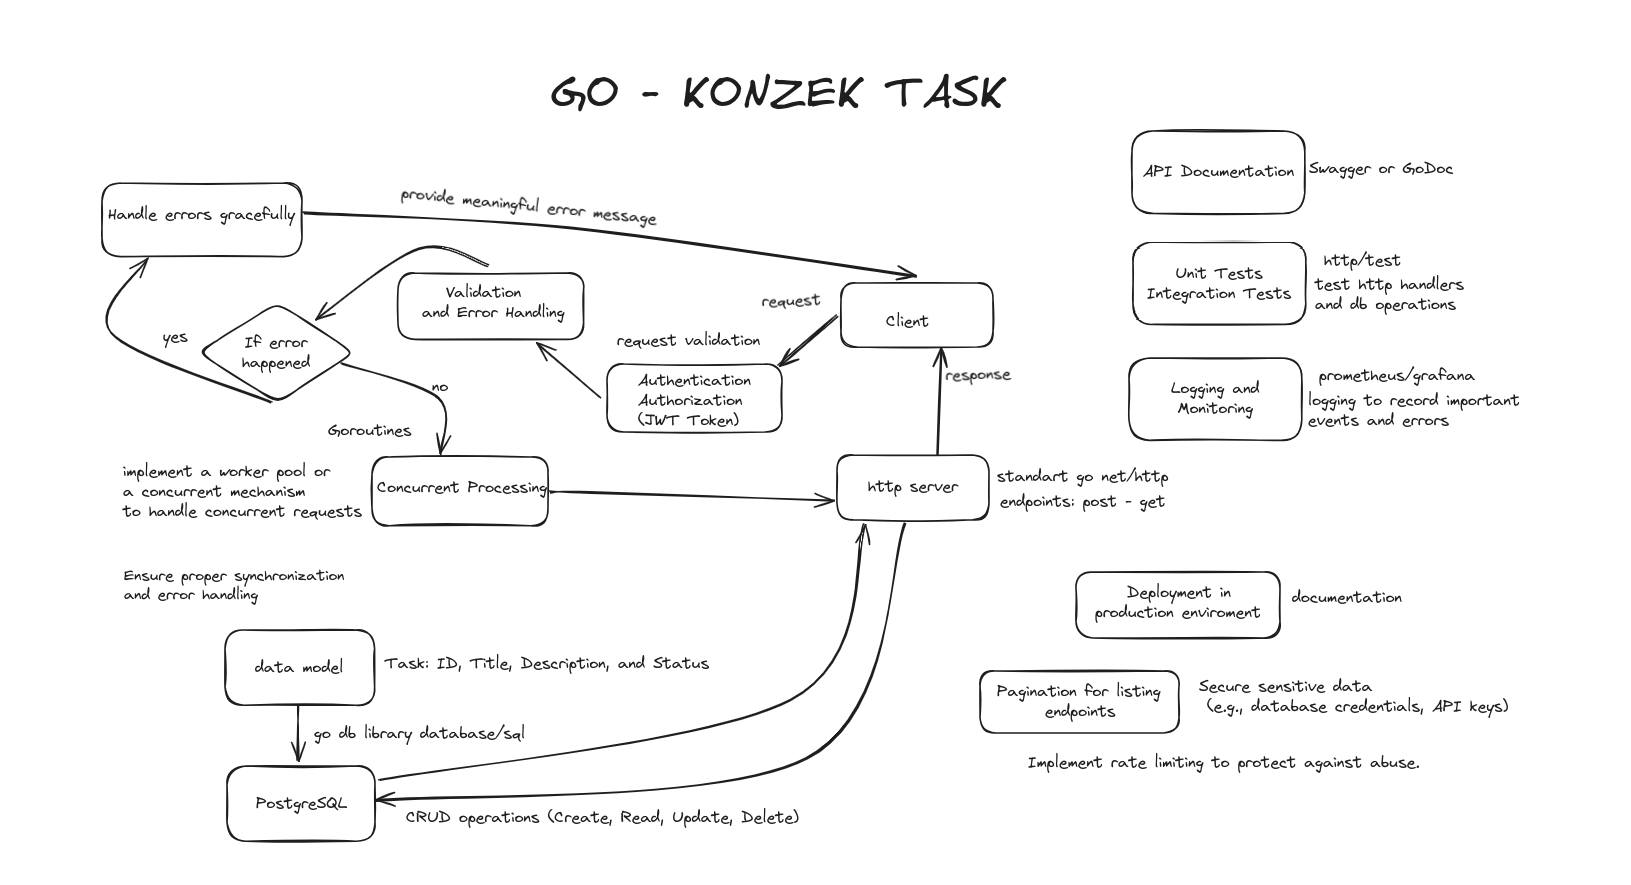 GO - KONZEK TASK
API Documentation
Swagger or GoDoc
Handle errors gracefully
provide meaningful error message
Unit Tests
Integration Tests
http/test
test http handlers
and db operations
Validation
and Error Handling
request
Client
yes
If error
happened
request validation
no
Authentication
Authorization
(JWT Token)
response
Logging and
Monitoring
prometheus/grafana
logging to record important
events and errors
Goroutines
implement a worker pool or
a concurrent mechanism
to handle concurrent requests
Concurrent Processing
http server
standart go net/http
endpoints: post - get
Ensure proper synchronization
and error handling
Deployment in
production enviroment
documentation
data model
Task: ID, Title, Description, and Status
Pagination for listing
endpoints
Secure sensitive data
(e.g., database credentials, API keys)
go db library database/sql
Implement rate limiting to protect against abuse.
PostgreSQL
CRUD operations (Create, Read, Update, Delete)